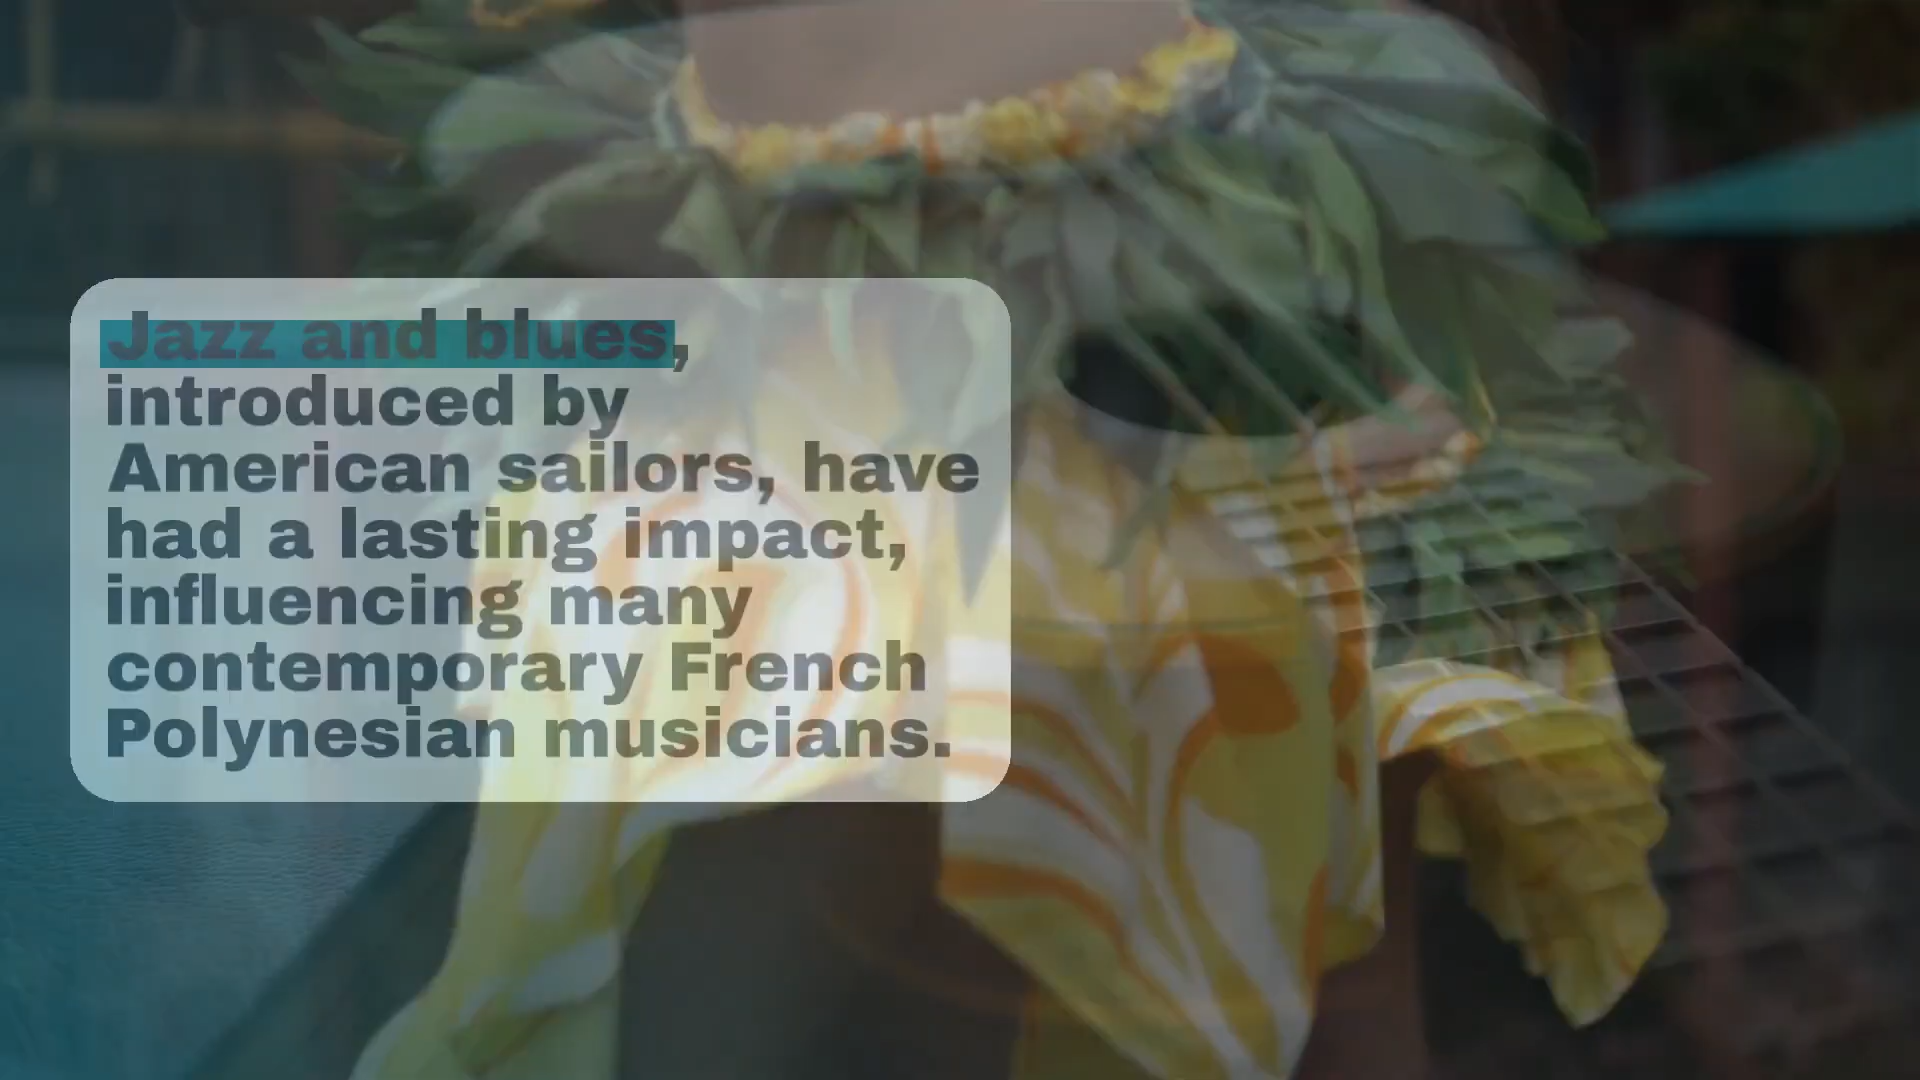 Jazz and blues,
introduced by
American sailors, have
had a lasting impact,
influencing many
contemporary French
Polynesian musicians.